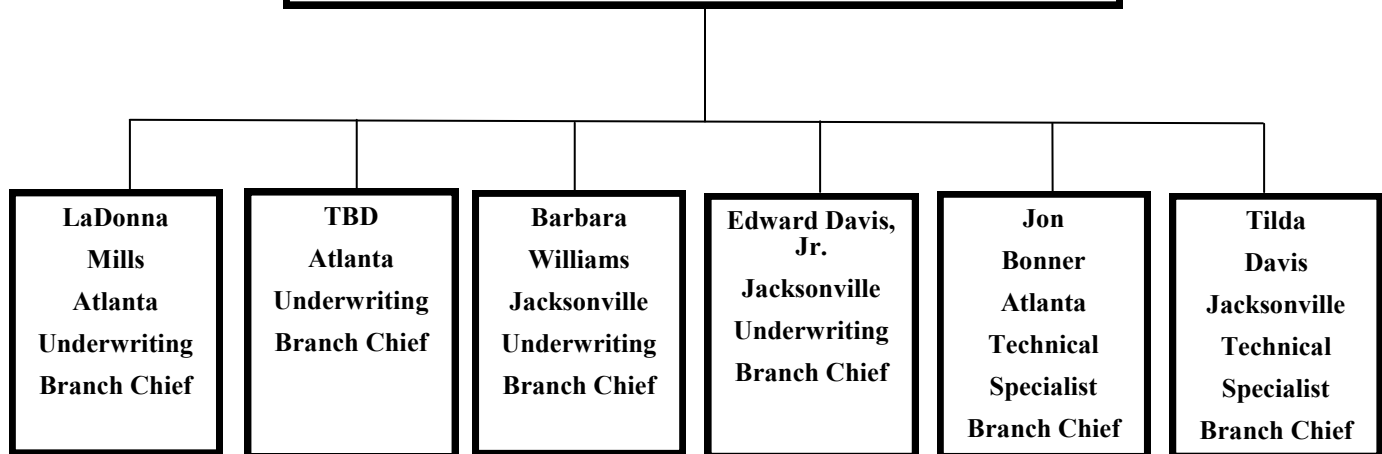 LaDonna
Mills
Atlanta
Underwriting
Branch Chief
TBD
Atlanta
Underwriting
Branch Chief
Barbara
Williams
Jacksonville
Underwriting
Branch Chief
Edward Davis,
Jr.
Jacksonville
Underwriting
Branch Chief
Jon
Bonner
Atlanta
Technical
Specialist
Branch Chief
Tilda
Davis
Jacksonville
Technical
Specialist
Branch Chief